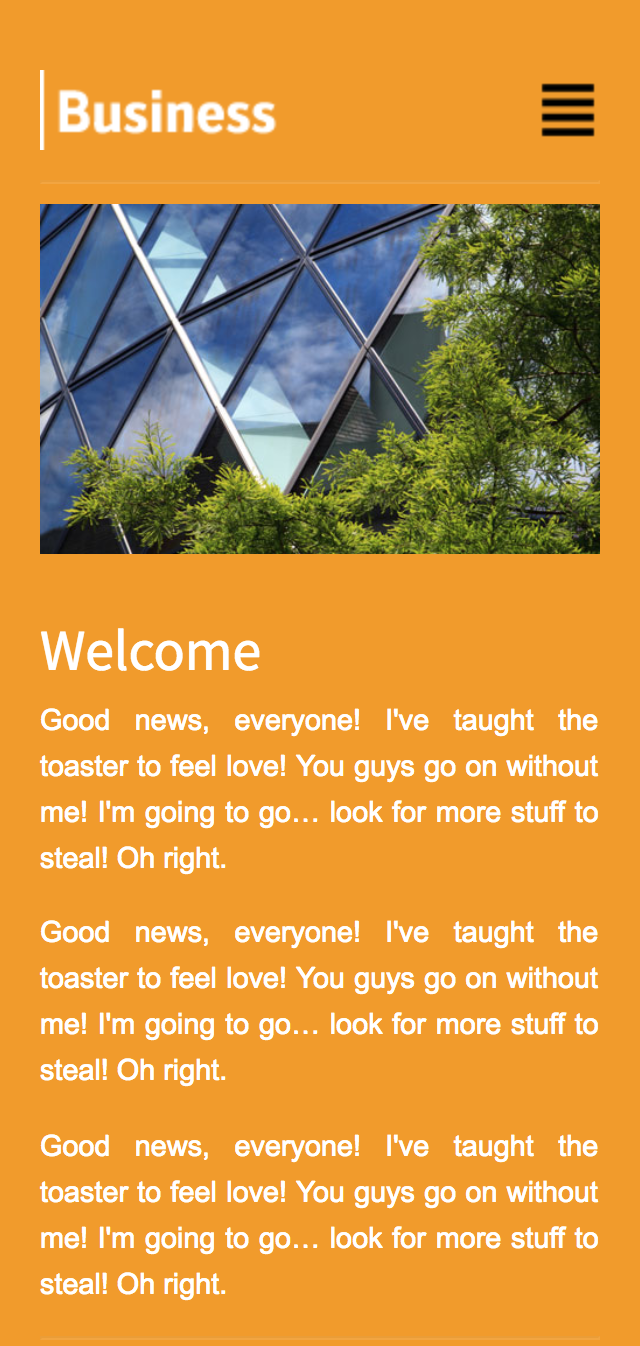 Business
Welcome
Good news, everyone! I've taught the
toaster to feel love! You guys go on without
me! I'm going to go… look for more stuff to
steal! Oh right.
Good news, everyone! I've taught the
toaster to feel love! You guys go on without
me! I'm going to go… look for more stuff to
steal! Oh right.
Good news, everyone! I've taught the
toaster to feel love! You guys go on without
me! I'm going to go… look for more stuff to
steal! Oh right.